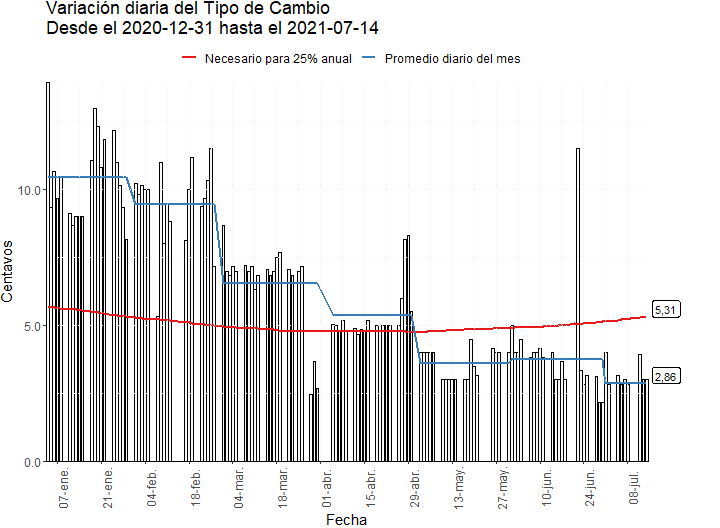 Variación diaria del Tipo de Cambio
Desde el 2020-12-31 hasta el 2021-07-14
Necesario para 25% anual Promedio diario del mes
Centavos
10.0
5.0
0.0
5,31
2,86
07-ene. 21-ene. 04-feb. 18-feb. 04-mar. 18-mar. 01-abr. 15-abr. 29-abr. 13-may. 27-may. 10-jun. 24-jun. 08-jul.
Fecha